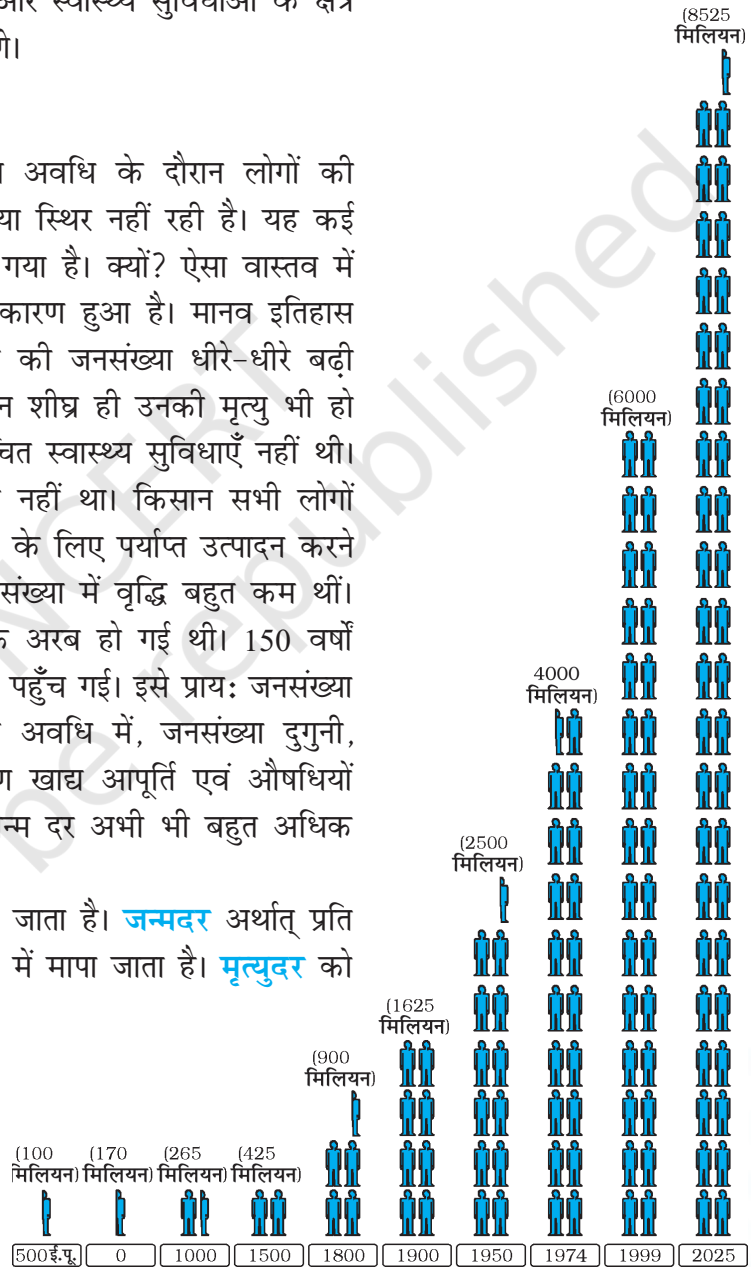 और स्वास्थ्य सुविधाओं के क्षेत्र
अवधि के दौरान लोगों की
या स्थिर नहीं रही है। यह कई
गया है। क्यों? ऐसा वास्तव में
कारण हुआ है। मानव इतिहास
की जनसंख्या धीरे-धीरे बढ़ी
शीघ्र ही उनकी मृत्यु भी हो
स्वास्थ्य सुविधाएँ नहीं थी।
नहीं था। किसान सभी लोगों
के लिए पर्याप्त उत्पादन करने
संख्या में वृद्धि बहुत कम थीं।
अरब हो गई थी। 150 वर्षों
पहुँच गई। इसे प्राय: जनसंख्या
अवधि में, जनसंख्या दुगुनी,
खाद्य आपूर्ति एवं औषधियों
न्म दर अभी भी बहुत अधिक
जाता है। जन्मदर अर्थात् प्रति
में मापा जाता है। मृत्युदर को
(100 मिलियन)
(170 मिलियन)
(265 मिलियन)
(425 मिलियन)
(900 मिलियन)
(1625 मिलियन)
(2500 मिलियन)
4000 मिलियन)
(6000 मिलियन)
(8525 मिलियन)
500ई.पू. 0 1000 1500 1800 1900 1950 1974 1999 2025
NCERT
be republished